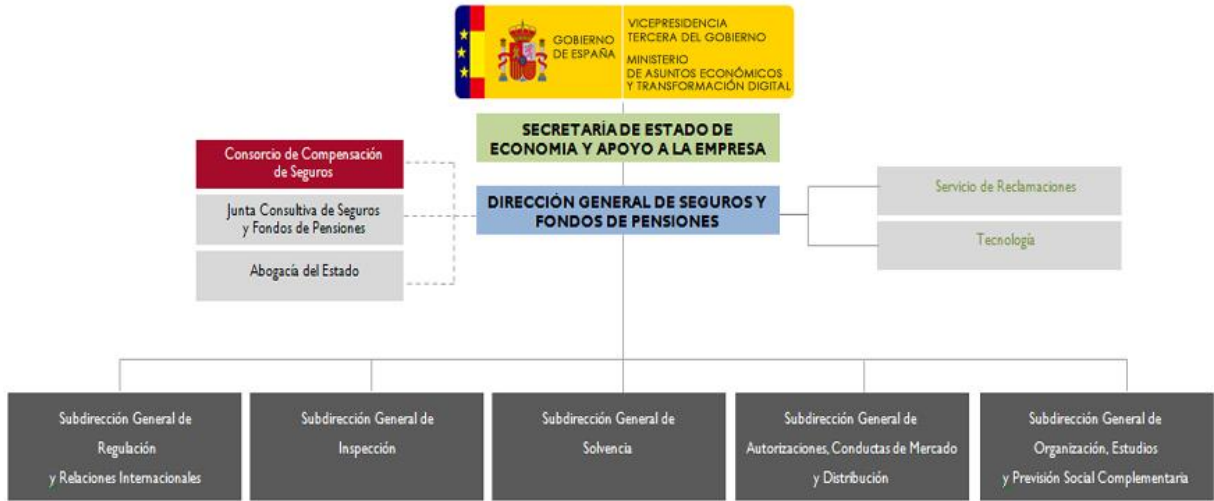 GOBIERNO
DE ESPAÑA
VICEPRESIDENCIA
TERCERA DEL GOBIERNO
MINISTERIO
DE ASUNTOS ECONÓMICOS
Y TRANSFORMACIÓN DIGITAL
SECRETARÍA DE ESTADO DE
ECONOMIA Y APOYO A LA EMPRESA
Consorcio de Compensación
de Seguros
Junta Consultiva de Seguros
y Fondos de Pensiones
Abogacía del Estado
DIRECCIÓN GENERAL DE SEGUROS Y
FONDOS DE PENSIONES
Servicio de Reclamaciones
Tecnología
Subdirección General de
Regulación
y Relaciones Internacionales
Subdirección General de
Inspección
Subdirección General de
Solvencia
Subdirección General de
Autorizaciones, Conductas de Mercado
y Distribución
Subdirección General de
Organización, Estudios
y Previsión Social Complementaria